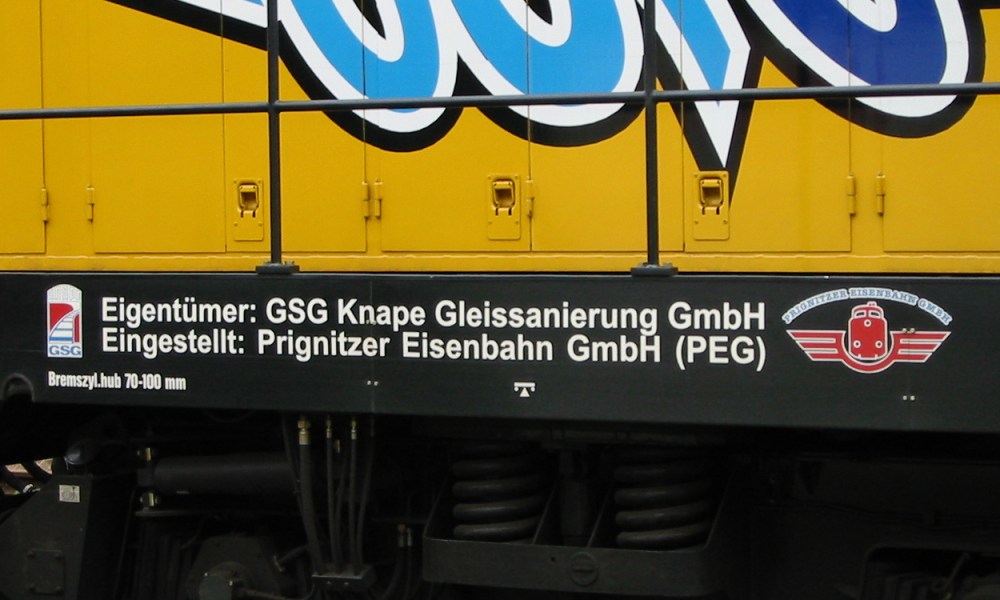 Eigentümer: GSG Knape Gleissanierung GmbH
Eingestellt: Prignitzer Eisenbahn GmbH (PEG)
GSG
PRIGNITZER EISENBAHN GMBH
Bremszyl.hub 70-100 mm